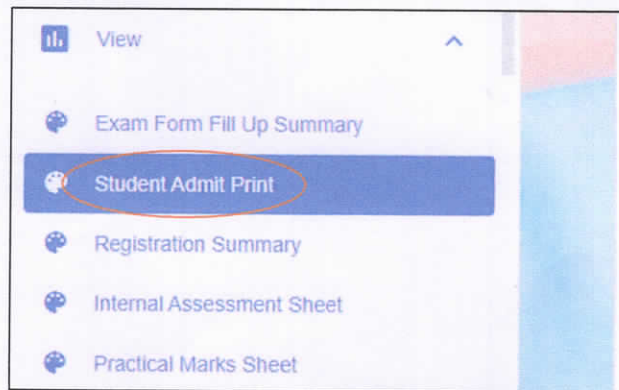 View
Exam Form Fill Up Summary
Student Admit Print
Registration Summary
Internal Assessment Sheet
Practical Marks Sheet